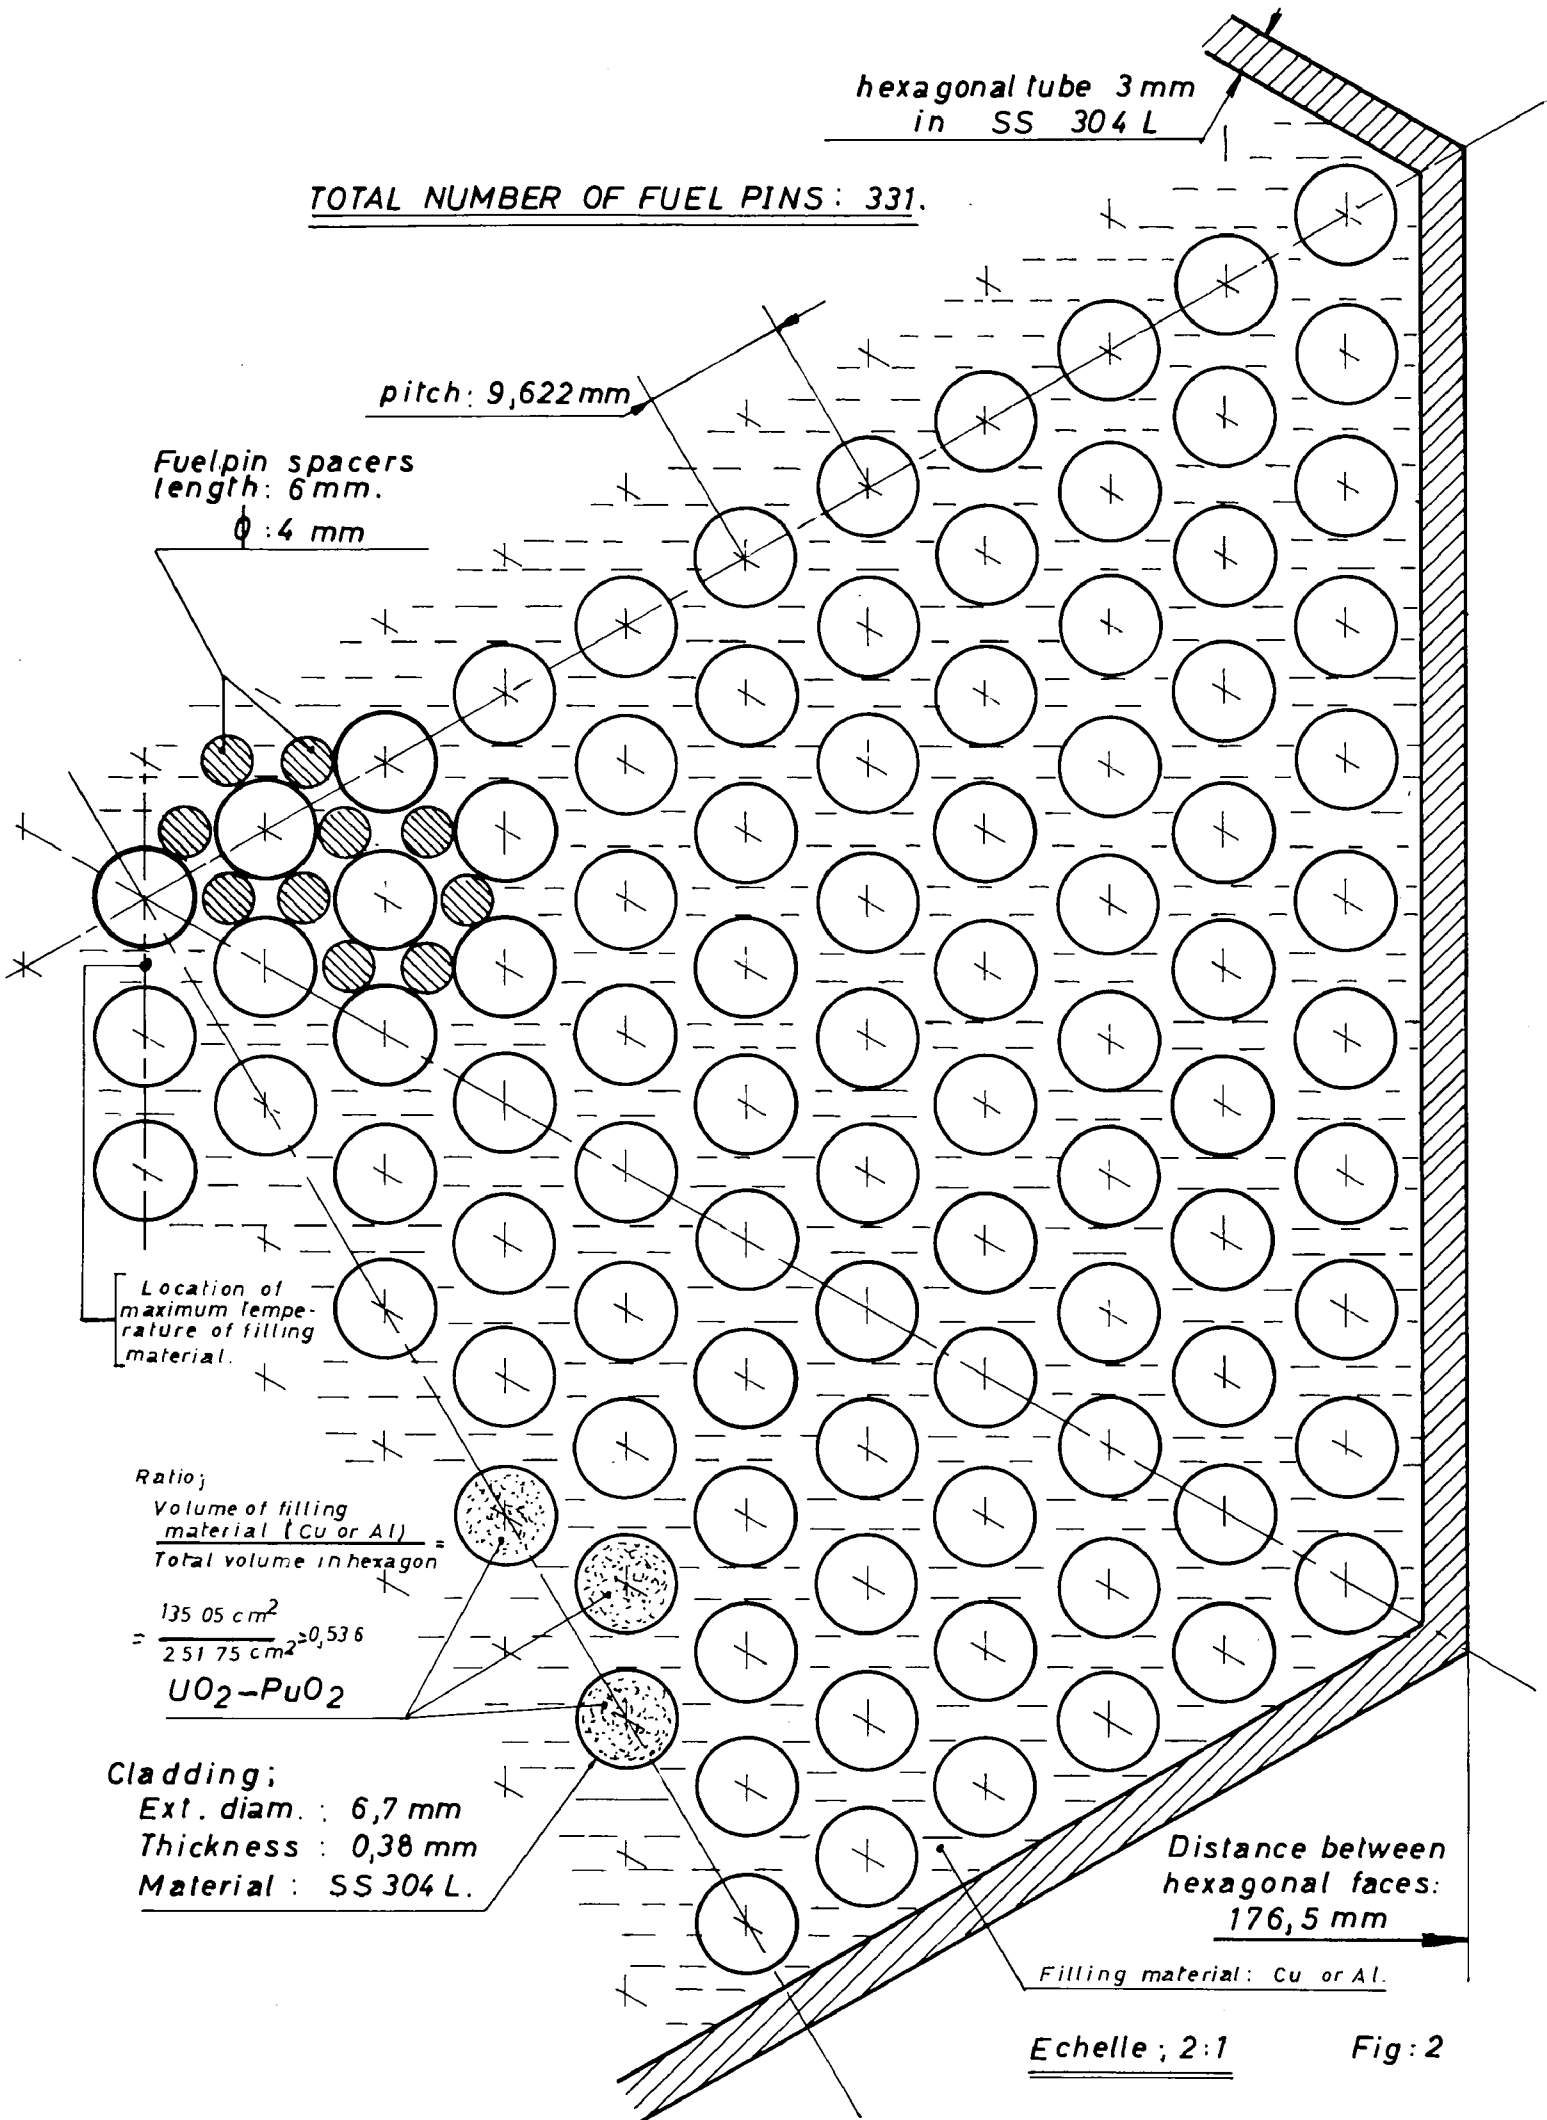 hexagonal tube 3 mm
in SS 304 L
TOTAL NUMBER OF FUEL PINS : 331.
pitch: 9,622 mm
Fuelpin spacers
length: 6 mm.
ϕ : 4 mm
Location of
maximum tempe-
rature of filling
material.
Ratio;
Volume of filling
material (Cu or Al)
=
Total volume in hexagon
135 05 cm2
= =0,536
251 75 cm2
UO2-PuO2
Cladding;
Ext. diam. : 6,7 mm
Thickness : 0,38 mm
Material : SS 304 L.
Distance between
hexagonal faces:
176,5 mm
Filling material: Cu or Al.
Echelle ; 2:1
Fig: 2